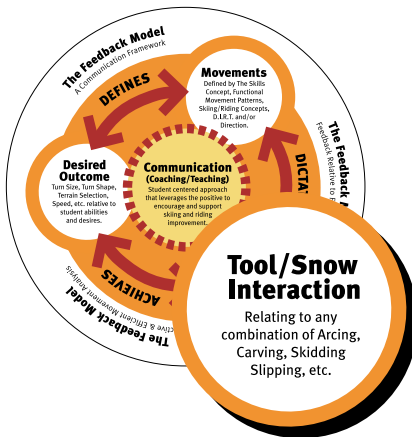 The Feedback Model
A Communication Framework
DEFINES
Movements
Defined by The Skills
Concept, Functional
Movement Patterns,
Skiing/Riding Concepts,
D.I.R.T. and/or
Direction.
Desired
Outcome
Turn Size, Turn Shape,
Terrain Selection,
Speed, etc. relative to
student abilities
and desires.
Communication
(Coaching/Teaching)
Student centered approach
that leverages the positive to
encourage and support
skiing and riding
improvement.
The Feedback
Feedback Relative to
ACHIEVES
The Feedback Model
& Efficient Movement Analysis
Tool/Snow
Interaction
Relating to any
combination of Arcing,
Carving, Skidding
Slipping, etc.